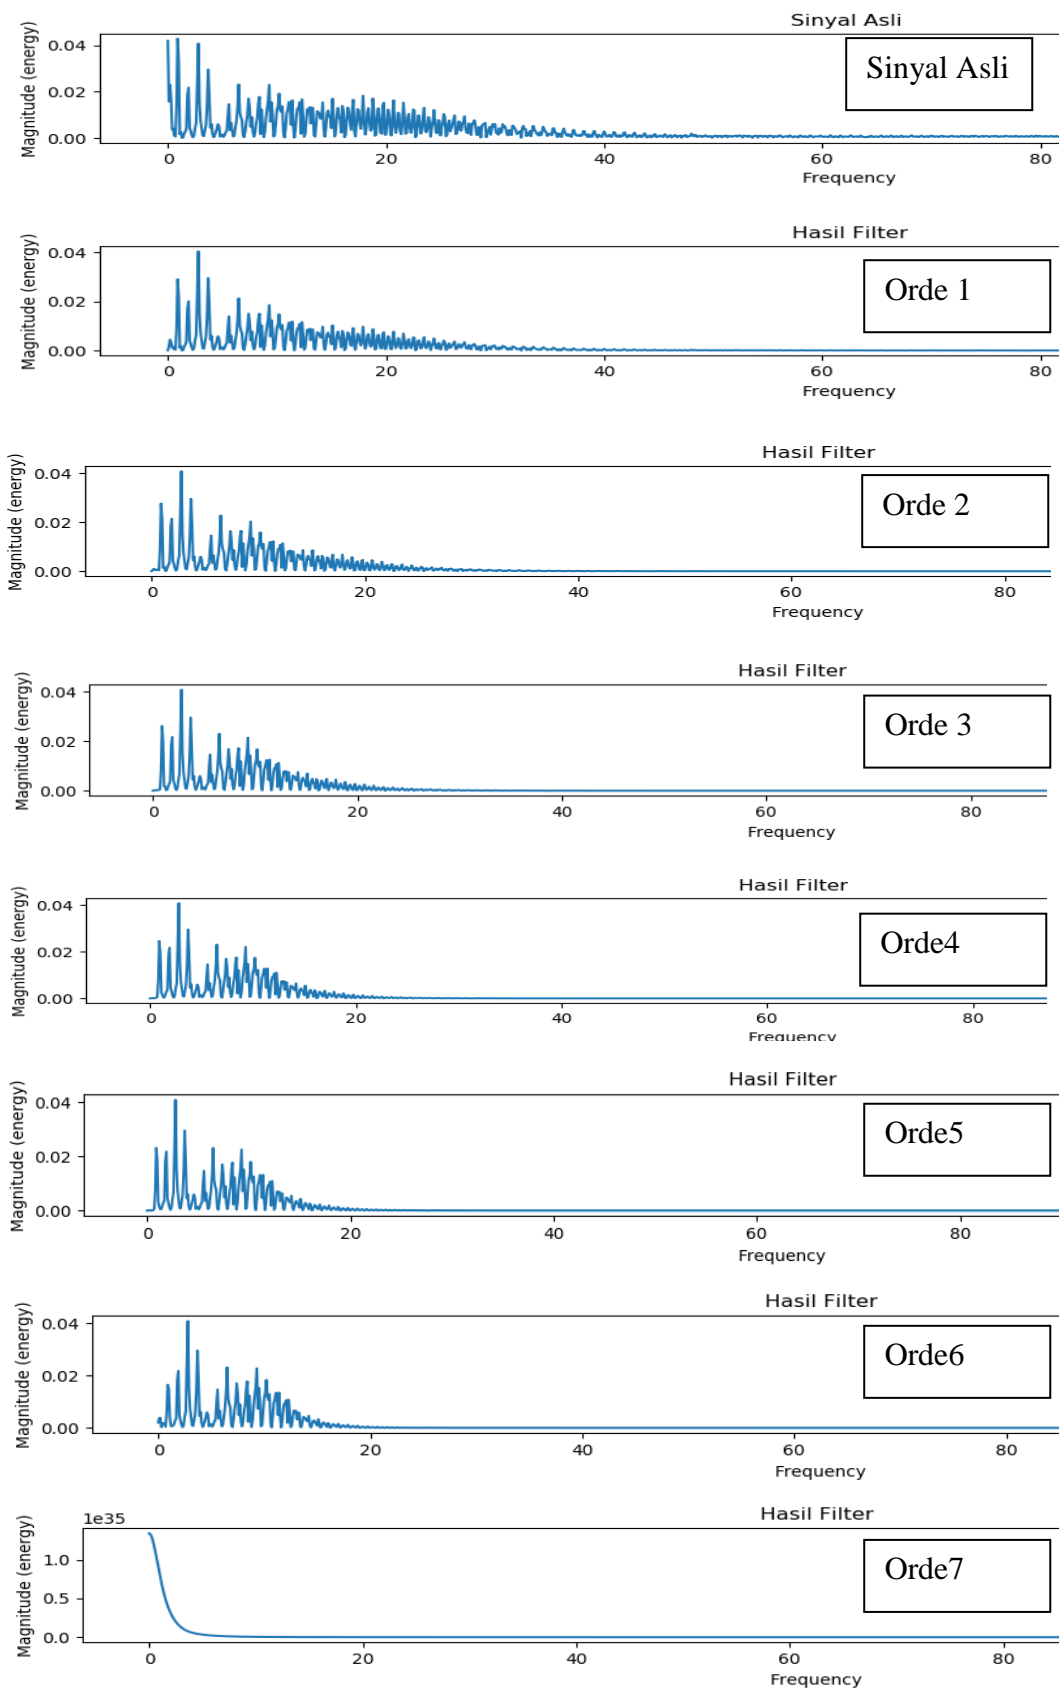 Sinyal Asli
Sinyal Asli
Magnitude (energy)
0.04
0.02
0.00
0 20 40 60 80
Frequency
Hasil Filter
Orde 1
Magnitude (energy)
0.04
0.02
0.00
0 20 40 60 80
Frequency
Hasil Filter
Orde 2
Magnitude (energy)
0.04
0.02
0.00
0 20 40 60 80
Frequency
Hasil Filter
Orde 3
Magnitude (energy)
0.04
0.02
0.00
0 20 40 60 80
Frequency
Hasil Filter
Orde4
Magnitude (energy)
0.04
0.02
0.00
0 20 40 60 80
Frequency
Hasil Filter
Orde5
Magnitude (energy)
0.04
0.02
0.00
0 20 40 60 80
Frequency
Hasil Filter
Orde6
Magnitude (energy)
0.04
0.02
0.00
0 20 40 60 80
Frequency
Hasil Filter
1e35
Orde7
Magnitude (energy)
1.0
0.5
0.0
0 20 40 60 80
Frequency